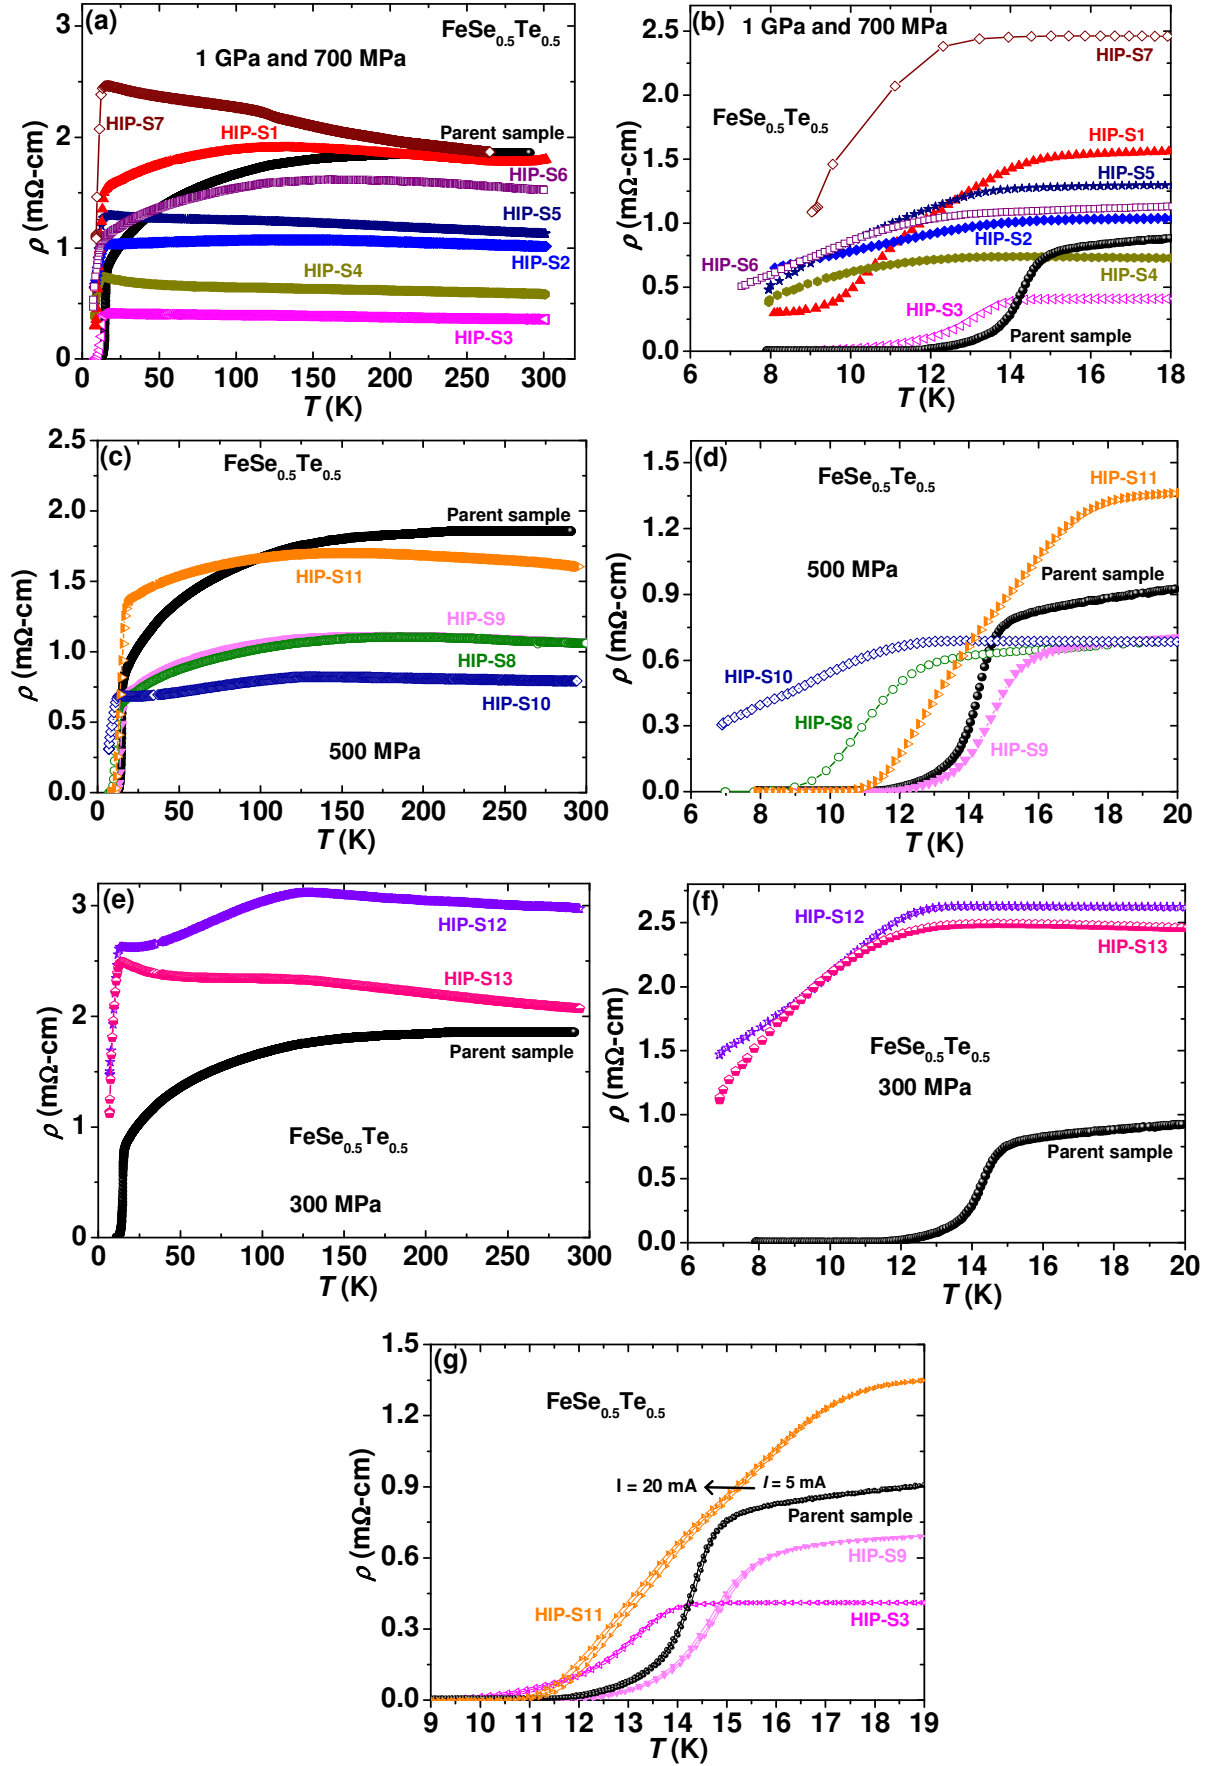 (a)
FeSe0.5Te0.5
1 GPa and 700 MPa
HIP-S7
HIP-S1
Parent sample
HIP-S6
HIP-S5
HIP-S2
HIP-S4
HIP-S3
ρ (mΩ-cm)
3
2
1
0
0 50 100 150 200 250 300
T (K)
(b)
1 GPa and 700 MPa
HIP-S7
FeSe0.5Te0.5
HIP-S1
HIP-S5
HIP-S6
HIP-S2
HIP-S4
HIP-S3
Parent sample
ρ (mΩ-cm)
2.5
2.0
1.5
1.0
0.5
0.0
6 8 10 12 14 16 18
T (K)
(c)
FeSe0.5Te0.5
Parent sample
HIP-S11
HIP-S9
HIP-S8
HIP-S10
500 MPa
ρ (mΩ-cm)
2.5
2.0
1.5
1.0
0.5
0.0
0 50 100 150 200 250 300
T (K)
(d)
FeSe0.5Te0.5
HIP-S11
500 MPa
Parent sample
HIP-S10
HIP-S8
HIP-S9
ρ (mΩ-cm)
1.5
1.2
0.9
0.6
0.3
0.0
6 8 10 12 14 16 18 20
T (K)
(e)
HIP-S12
HIP-S13
Parent sample
FeSe0.5Te0.5
300 MPa
ρ (mΩ-cm)
3
2
1
0
0 50 100 150 200 250 300
T (K)
(f)
HIP-S12
HIP-S13
FeSe0.5Te0.5
300 MPa
Parent sample
ρ (mΩ-cm)
2.5
2.0
1.5
1.0
0.5
0.0
6 8 10 12 14 16 18 20
T (K)
(g)
FeSe0.5Te0.5
I = 20 mA
I = 5 mA
Parent sample
HIP-S9
HIP-S11
HIP-S3
ρ (mΩ-cm)
1.5
1.2
0.9
0.6
0.3
0.0
9 10 11 12 13 14 15 16 17 18 19
T (K)